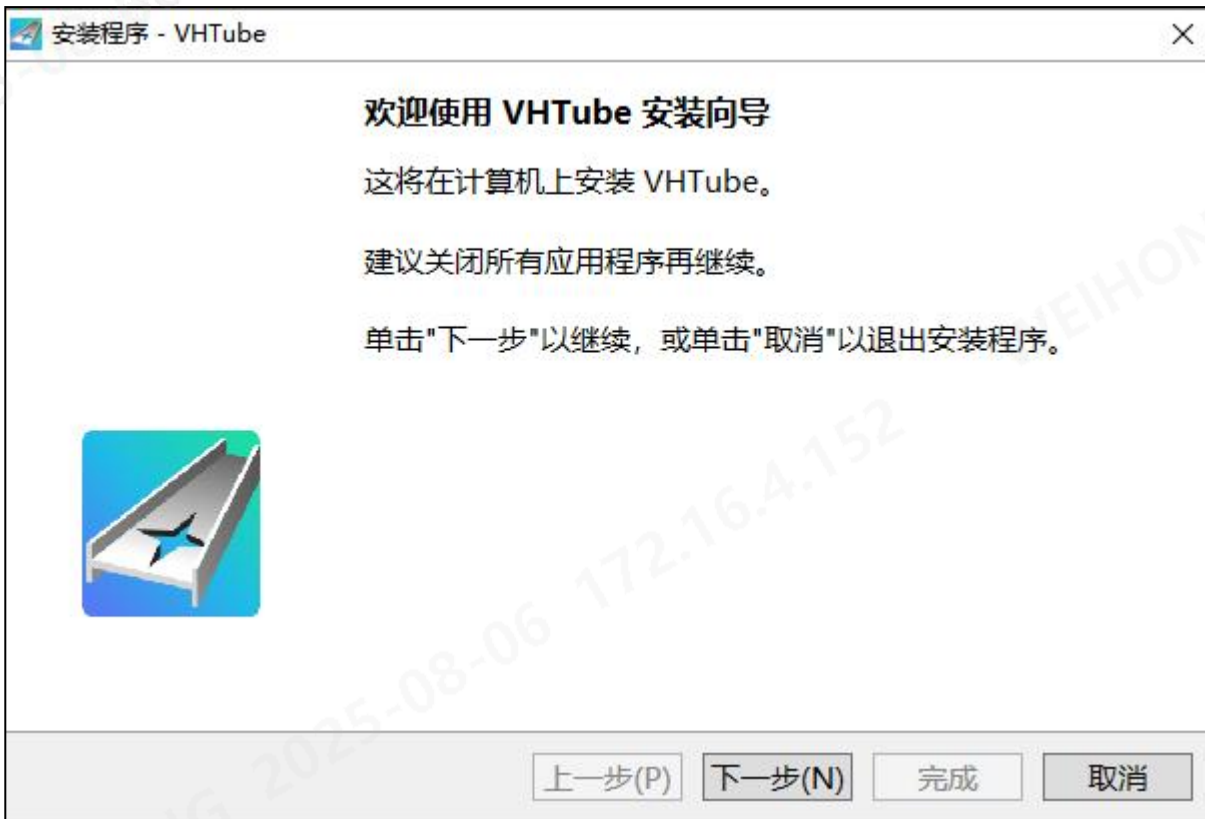 安装程序 - VHTube
欢迎使用 VHTube 安装向导
这将在计算机上安装 VHTube。
建议关闭所有应用程序再继续。
单击"下一步"以继续，或单击"取消"以退出安装程序。
WEIHON
172.16.4.152
2025-08-06
上一步(P) 下一步(N) 完成 取消